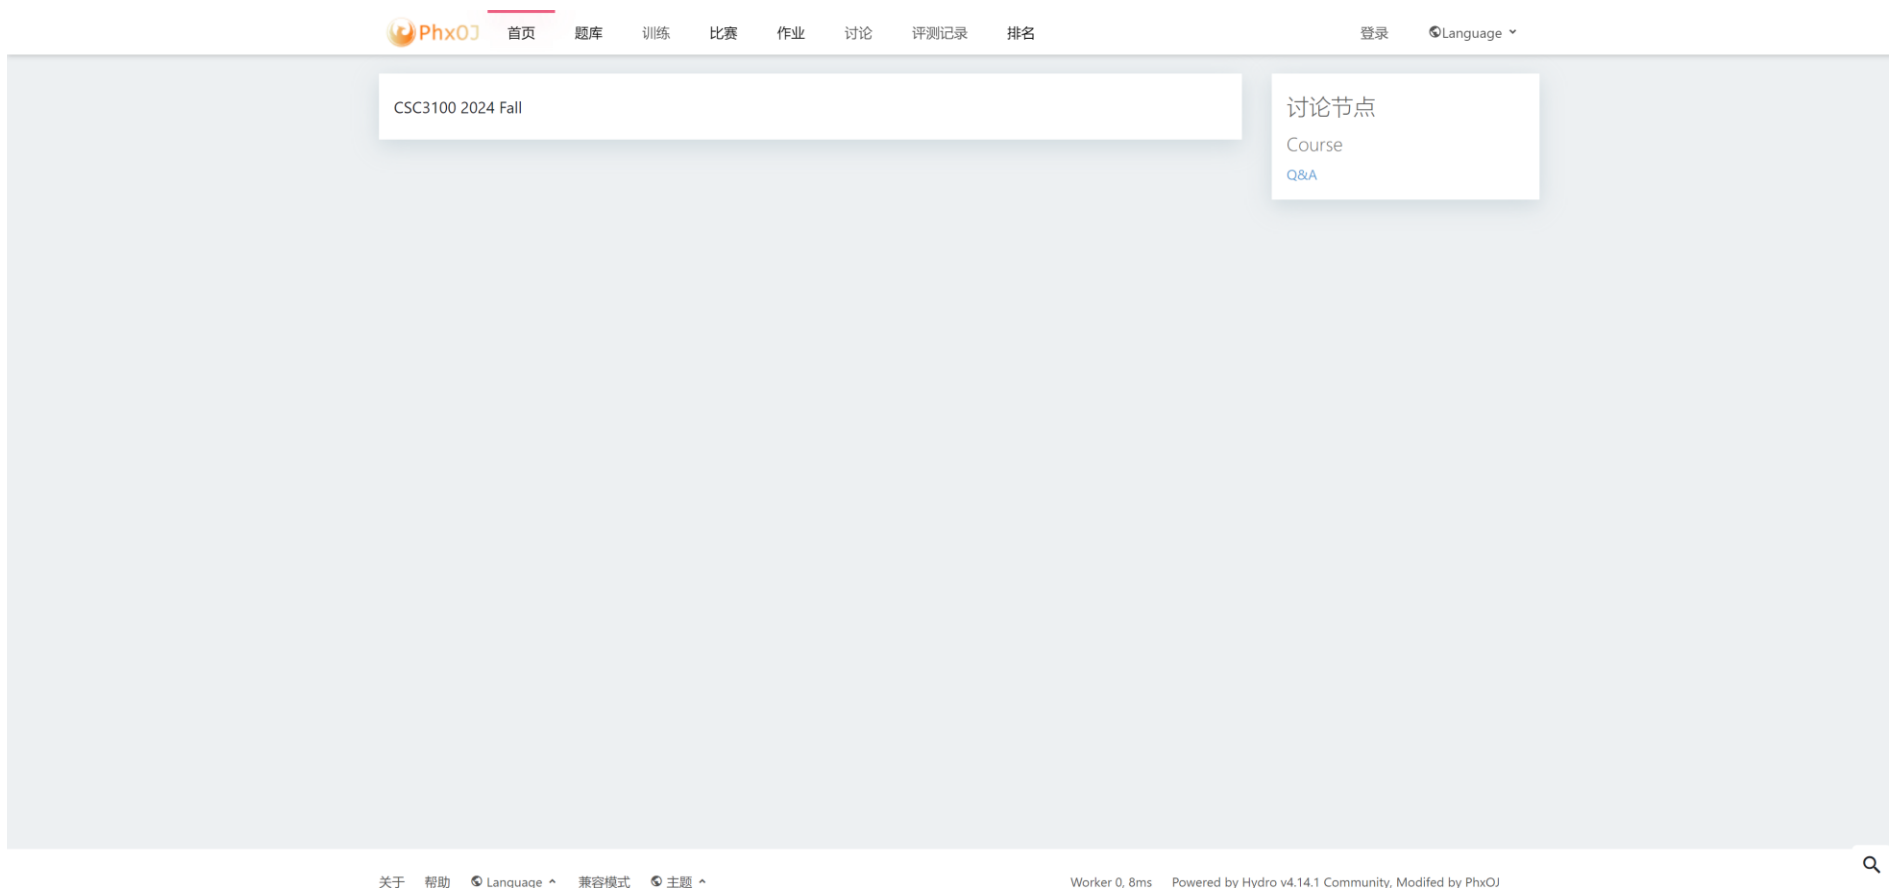 PhxOJ 首页 题库 训练 比赛 作业 讨论 评测记录 排名 登录 Language
CSC3100 2024 Fall
讨论节点
Course
Q&A
关于 帮助 Language 兼容模式 主题 Worker 0, 8ms Powered by Hydro v4.14.1 Community, Modifed by PhxOJ